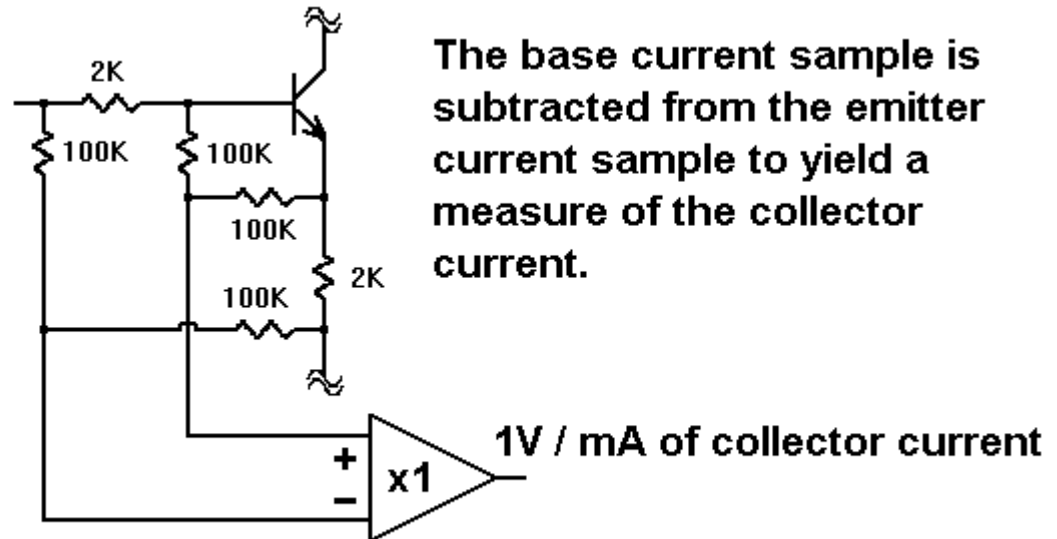 The base current sample is
subtracted from the emitter
current sample to yield a
measure of the collector
current.
2K
100K
100K
100K
2K
100K
1V / mA of collector current
+
x1
−